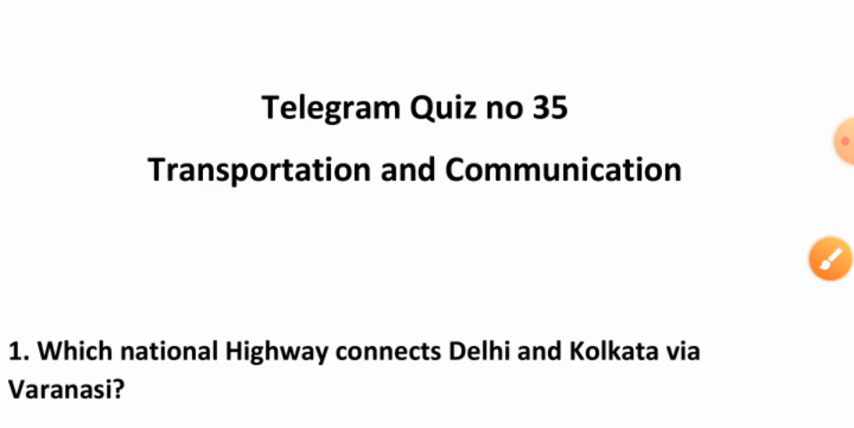 Telegram Quiz no 35
Transportation and Communication
1. Which national Highway connects Delhi and Kolkata via
Varanasi?